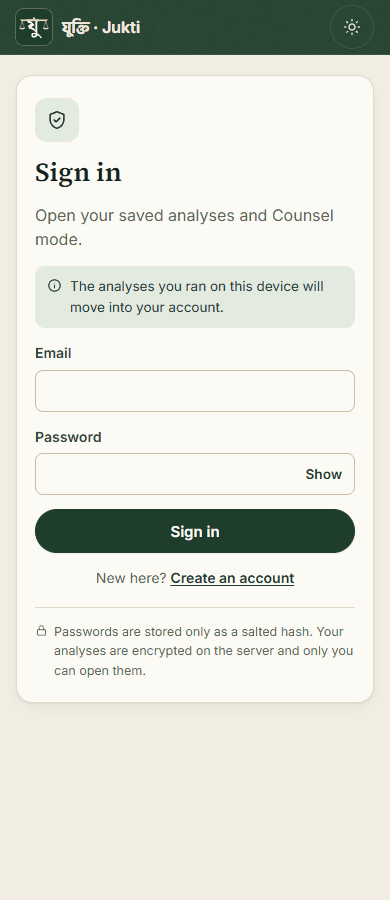 যু
যুক্তি · Jukti
Sign in
Open your saved analyses and Counsel
mode.
The analyses you ran on this device will
move into your account.
Email
Password
Show
Sign in
New here? Create an account
Passwords are stored only as a salted hash. Your
analyses are encrypted on the server and only you
can open them.